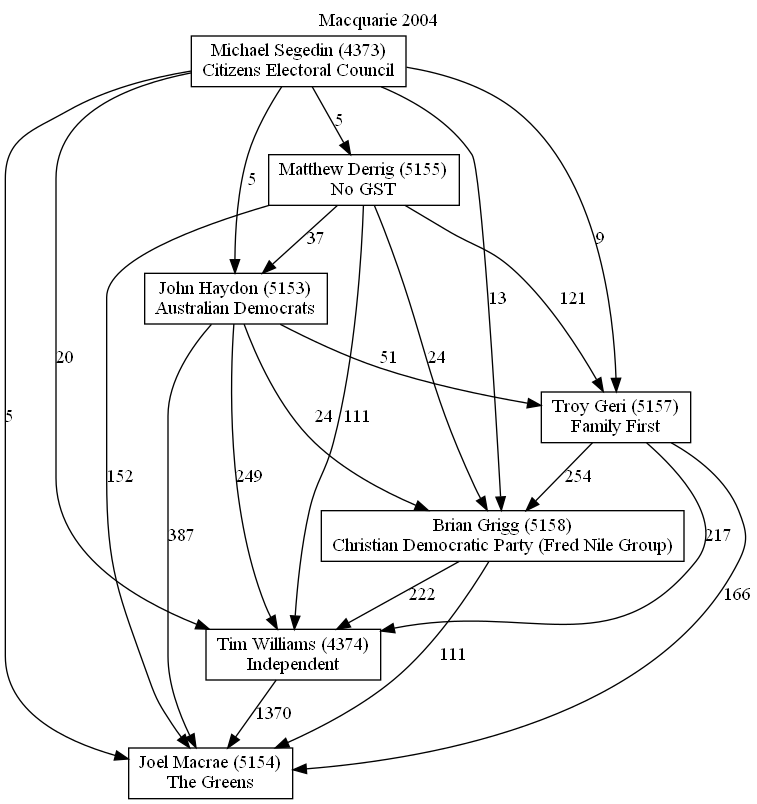 Macquarie 2004
Michael Segedin (4373)
Citizens Electoral Council
5
Matthew Derrig (5155)
No GST
5
37
9
John Haydon (5153)
Australian Democrats
13
121
20
51
24
Troy Geri (5157)
Family First
5
24
111
152
249
254
Brian Grigg (5158)
Christian Democratic Party (Fred Nile Group)
387
217
222
166
Tim Williams (4374)
Independent
111
1370
Joel Macrae (5154)
The Greens